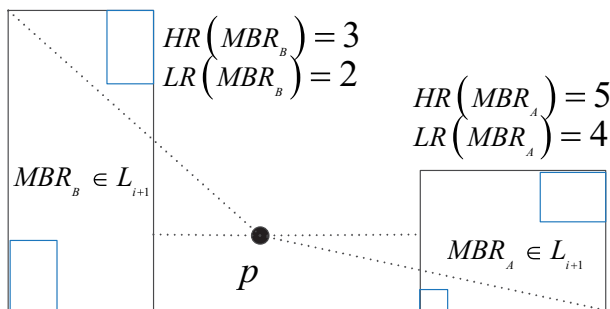 HR(MBR_B) = 3
LR(MBR_B) = 2
HR(MBR_A) = 5
LR(MBR_A) = 4
MBR_B ∈ L_{i+1}
MBR_A ∈ L_{i+1}
p